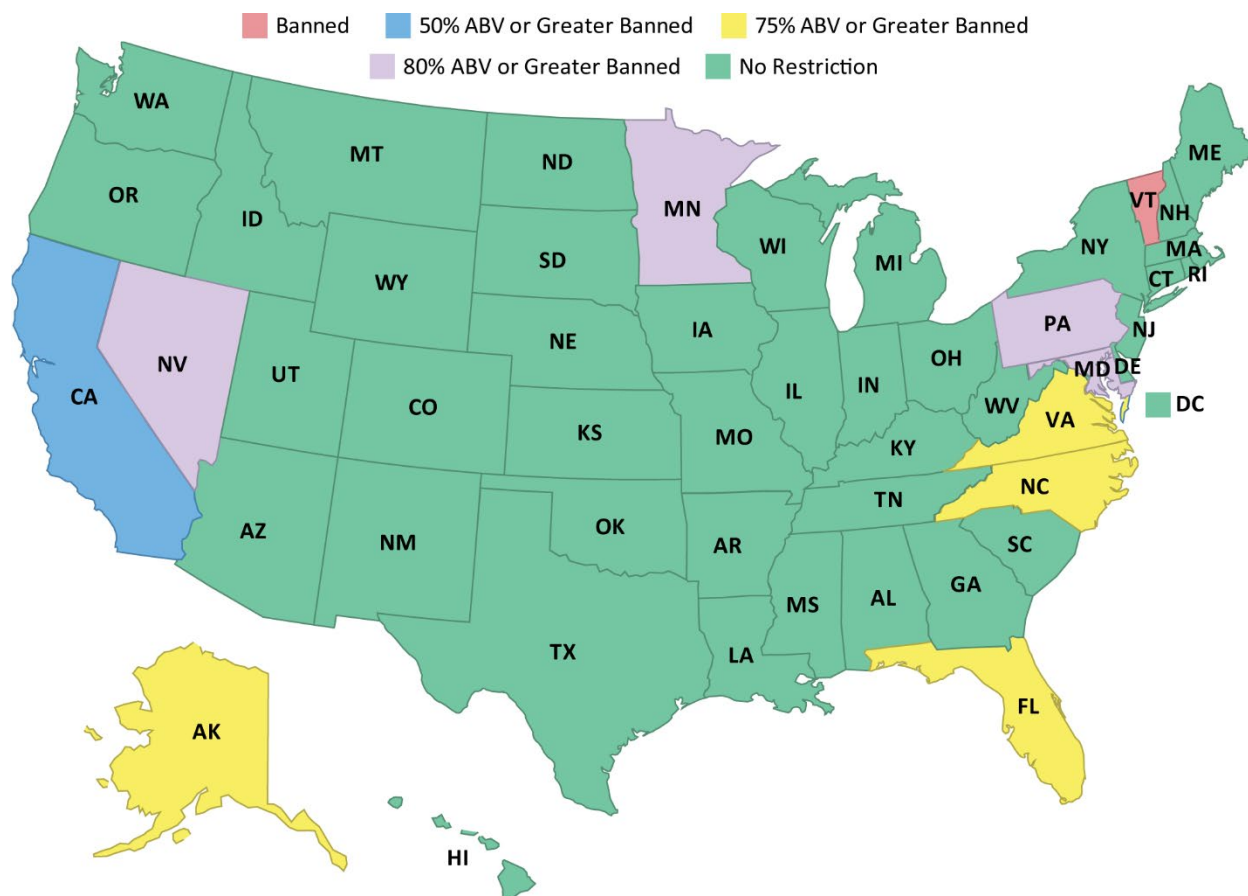 Banned 50% ABV or Greater Banned 75% ABV or Greater Banned
80% ABV or Greater Banned No Restriction
WA
MT
ND
ME
OR
ID
MN
VT
NH
SD
WI
NY
MA
MI
CT
RI
WY
IA
PA
NE
NJ
NV
OH
UT
IL
IN
MD
DE
CA
CO
WV
DC
KS
MO
VA
KY
NC
TN
AZ
OK
NM
AR
SC
MS
AL
GA
TX
LA
FL
AK
HI